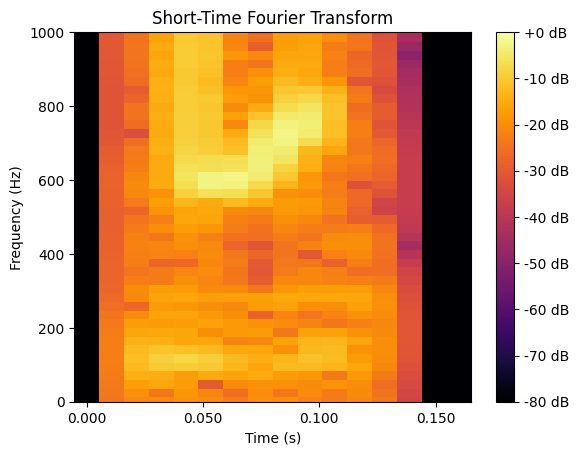 Short-Time Fourier Transform
Frequency (Hz)
1000
800
600
400
200
0
0.000
0.050
0.100
0.150
Time (s)
+0 dB
-10 dB
-20 dB
-30 dB
-40 dB
-50 dB
-60 dB
-70 dB
-80 dB